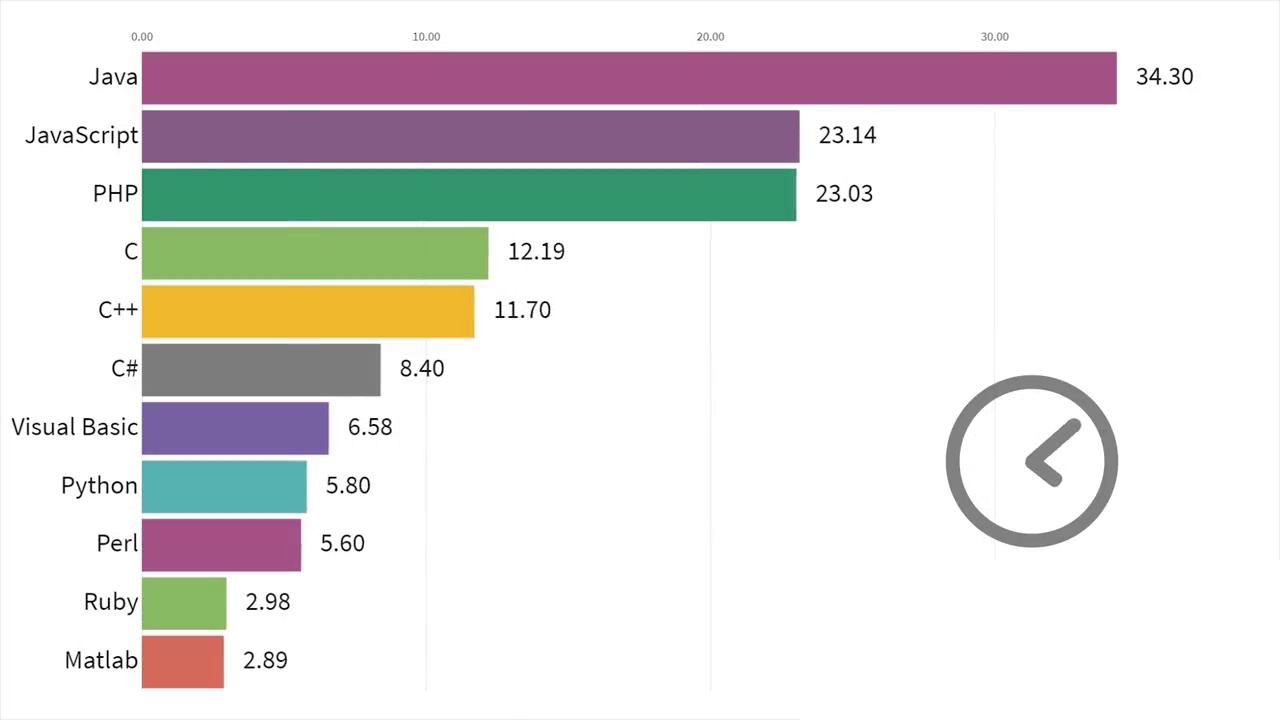 0.00 10.00 20.00 30.00
Java 34.30
JavaScript 23.14
PHP 23.03
C 12.19
C++ 11.70
C# 8.40
Visual Basic 6.58
Python 5.80
Perl 5.60
Ruby 2.98
Matlab 2.89